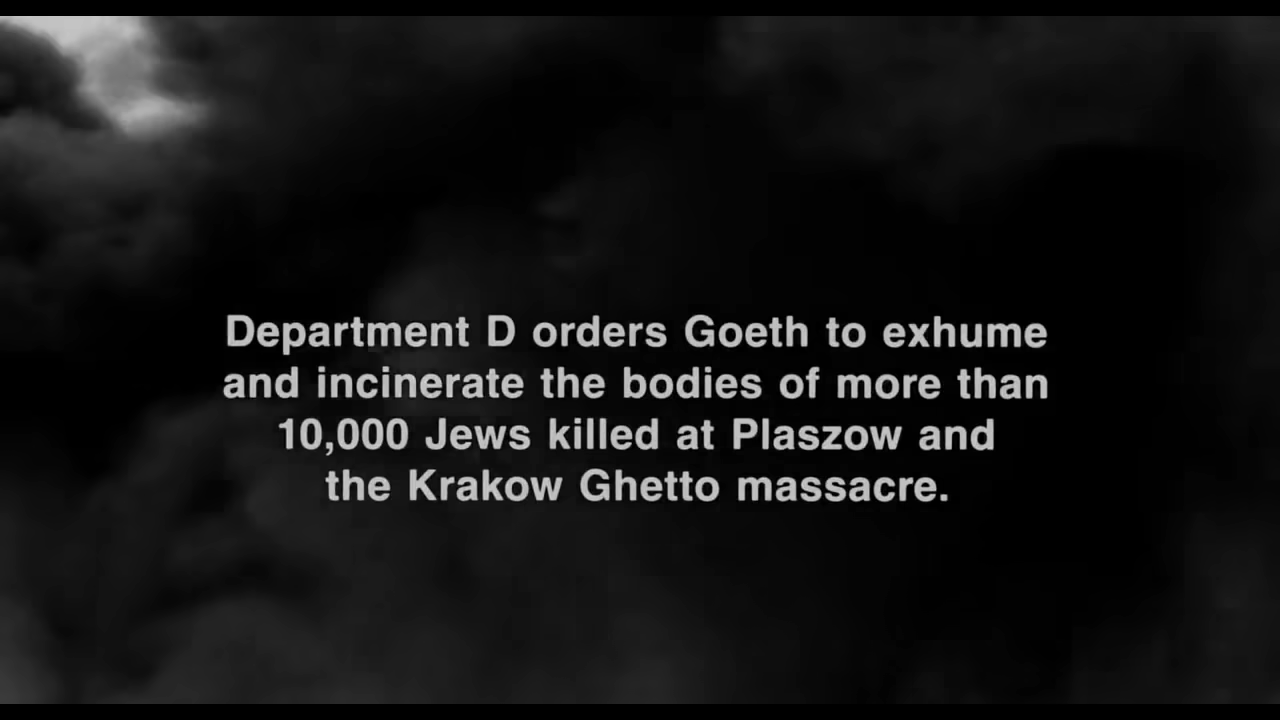 Department D orders Goeth to exhume
and incinerate the bodies of more than
10,000 Jews killed at Plaszow and
the Krakow Ghetto massacre.